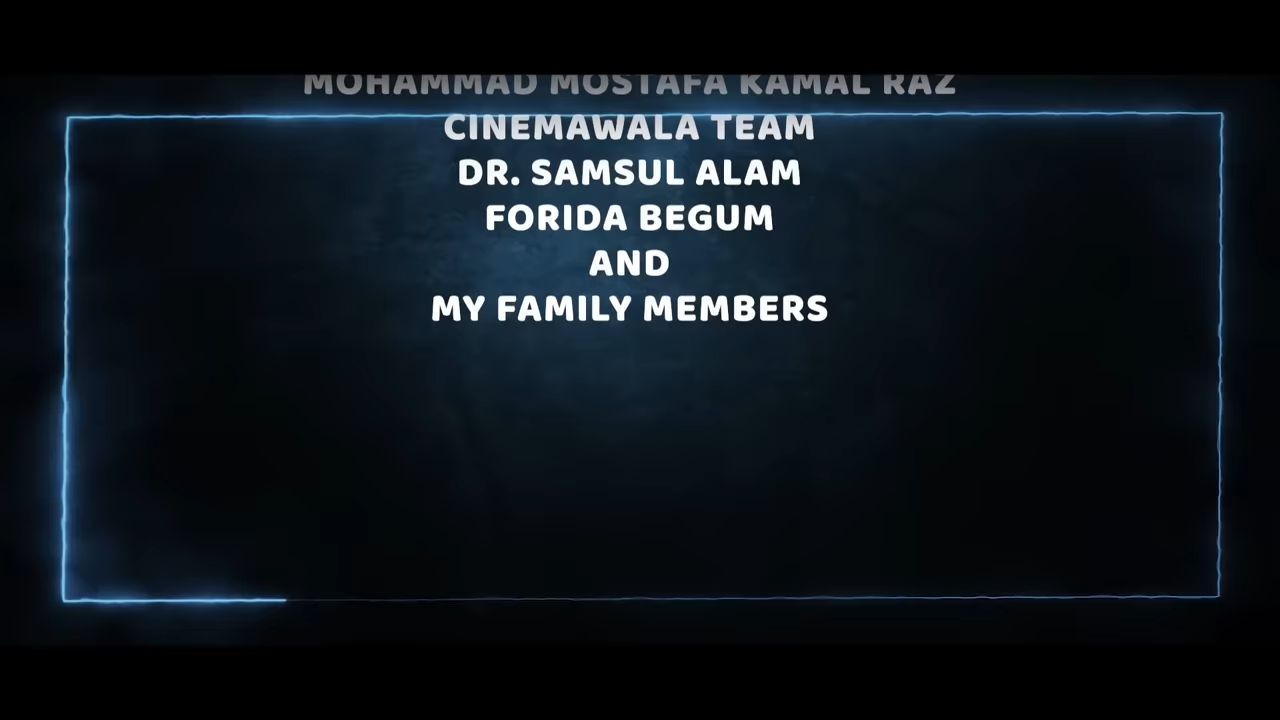 MOHAMMAD MOSTAFA KAMAL RAZ
CINEMAWALA TEAM
DR. SAMSUL ALAM
FORIDA BEGUM
AND
MY FAMILY MEMBERS